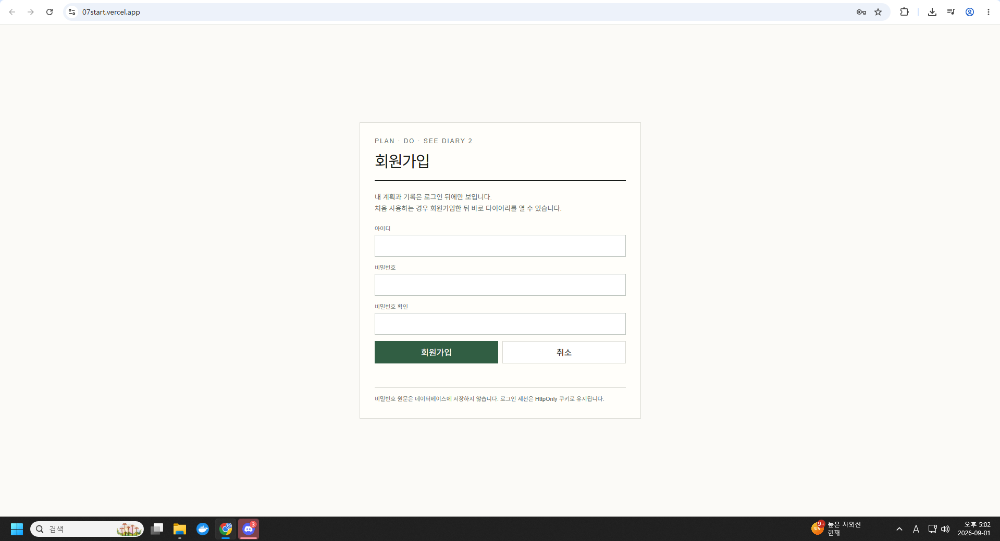 07start.vercel.app
PLAN · DO · SEE DIARY 2
회원가입
내 계획과 기록은 로그인 뒤에만 보입니다.
처음 사용하는 경우 회원가입한 뒤 바로 다이어리를 열 수 있습니다.
아이디
비밀번호
비밀번호 확인
회원가입
취소
비밀번호 원문은 데이터베이스에 저장하지 않습니다. 로그인 세션은 HttpOnly 쿠키로 유지됩니다.
검색
3
UV
9+
높은 자외선
현재
A
오후 5:02
2026-09-01